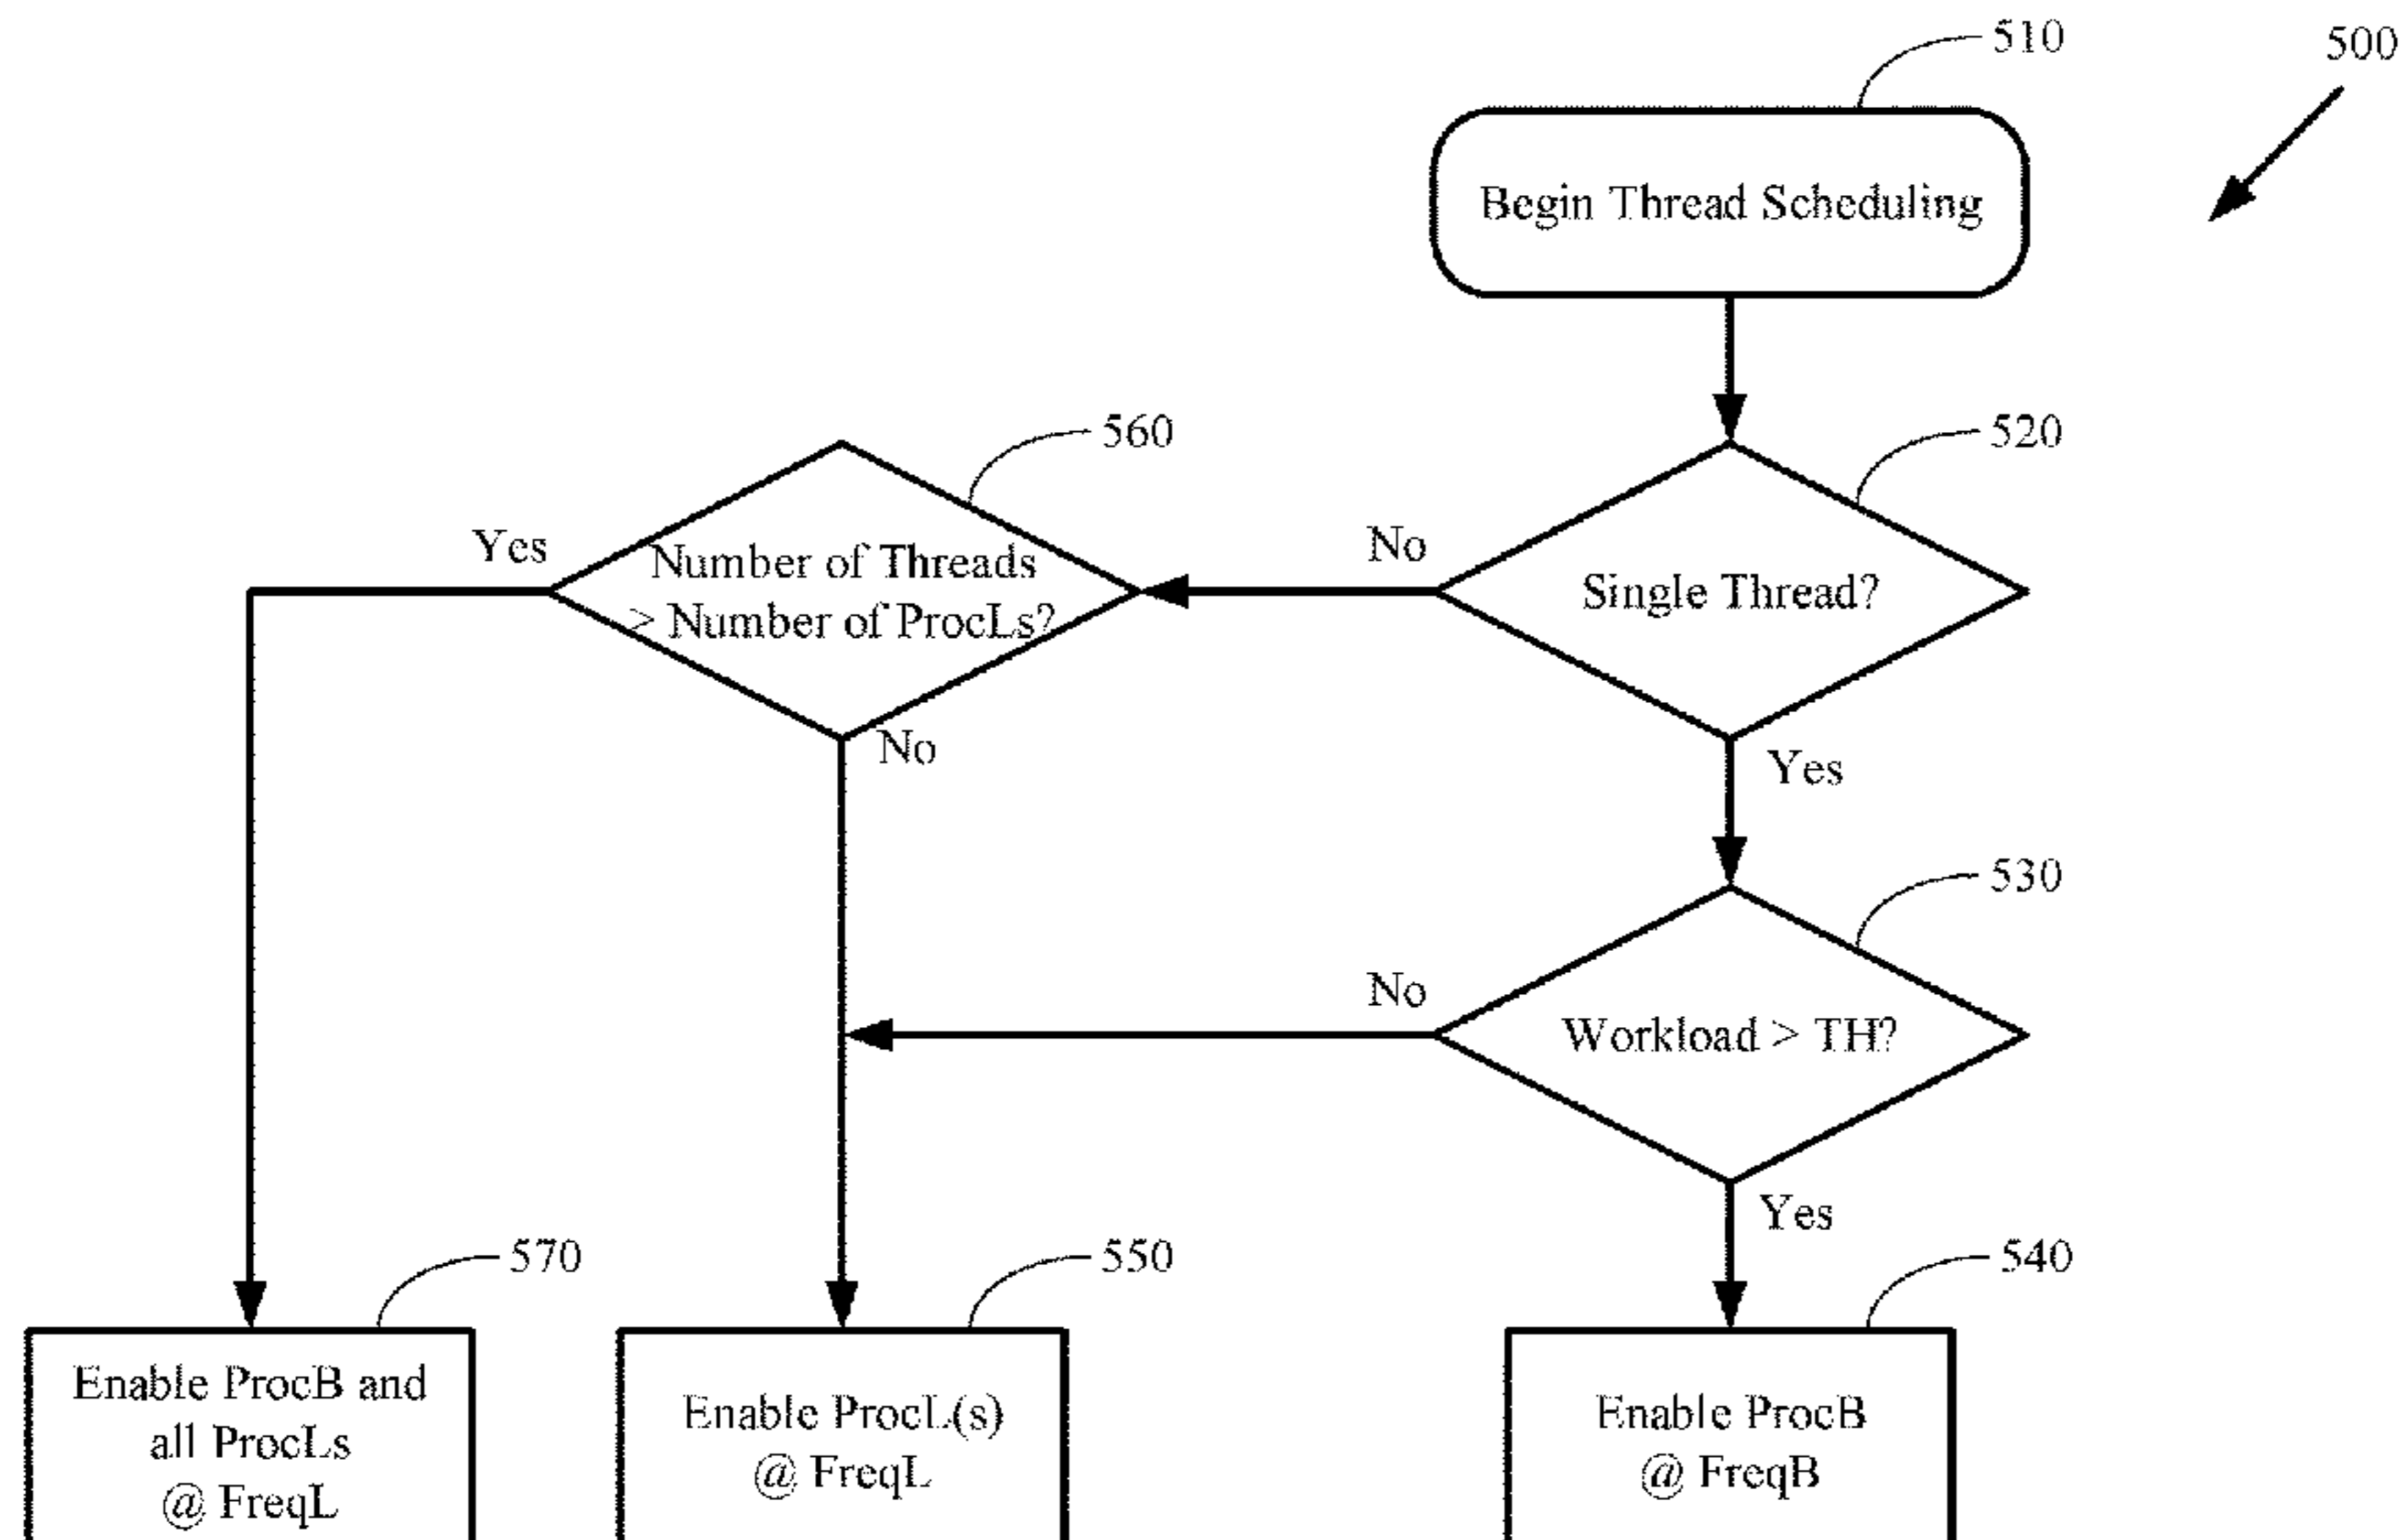 510
500
Begin Thread Scheduling
560
520
Yes
Number of Threads
> Number of ProcLs?
No
Single Thread?
No
Yes
530
No
Workload > TH?
Yes
570
550
540
Enable ProcB and
all ProcLs
@ FreqL
Enable ProcL(s)
@ FreqL
Enable ProcB
@ FreqB